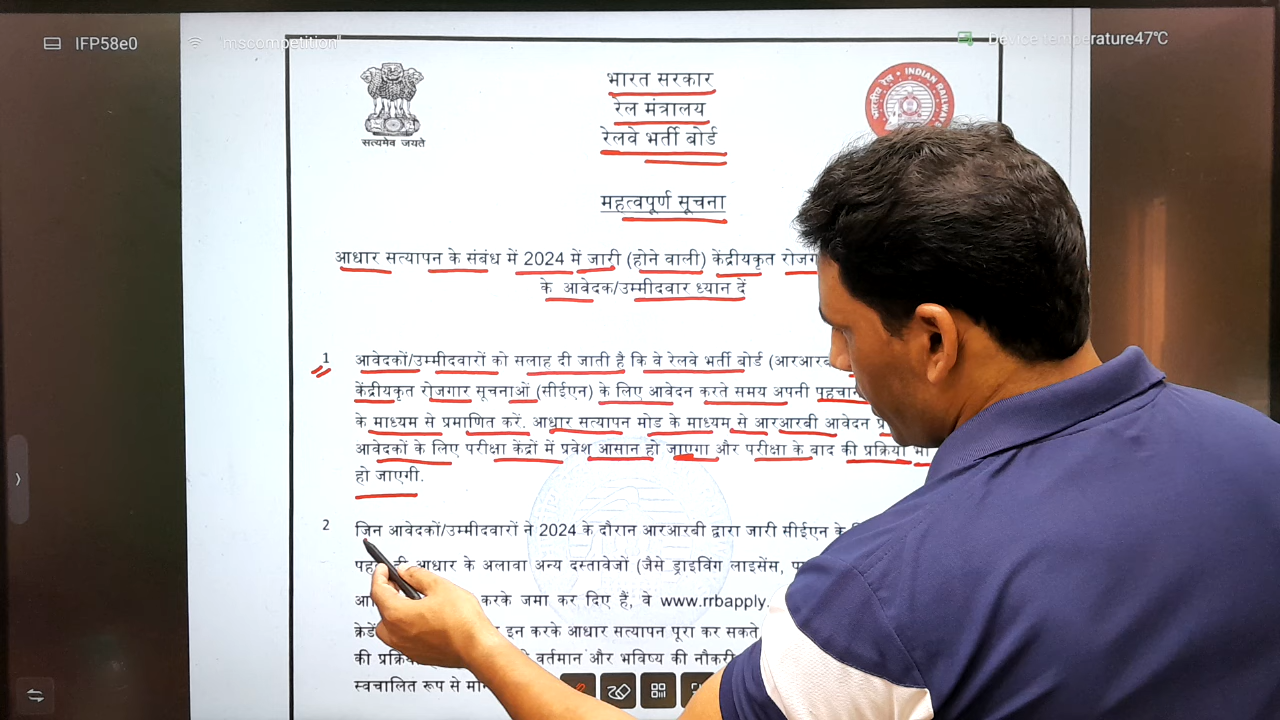 IFP58e0
"mscompetition"
Device temperature47℃
सत्यमेव जयते
भारत सरकार
रेल मंत्रालय
रेलवे भर्ती बोर्ड
INDIAN RAILWAY
भारतीय रेल
महत्वपूर्ण सूचना
आधार सत्यापन के संबंध में 2024 में जारी (होने वाली) केंद्रीयकृत
के आवेदक/उम्मीदवार ध्यान दें
1 आवेदकों/उम्मीदवारों को सलाह दी जाती है कि वे रेलवे भर्ती बोर्ड
केंद्रीयकृत रोजगार सूचनाओं (सीईएन) के लिए आवेदन करते समय अपनी पहचान
के माध्यम से प्रमाणित करें. आधार सत्यापन मोड के माध्यम से आरआरबी आवेदन
आवेदकों के लिए परीक्षा केंद्रों में प्रवेश आसान हो जाएगा और परीक्षा के बाद की प्रक्रिया भी
हो जाएगी.
2 जिन आवेदकों/उम्मीदवारों ने 2024 के दौरान आरआरबी द्वारा जारी सीईएन के
आधार के अलावा अन्य दस्तावेजों (जैसे ड्राइविंग लाइसेंस,
करके जमा कर दिए हैं, वे www.rrbapply.
इन करके आधार सत्यापन पूरा कर सकते
की वर्तमान और भविष्य की नौकरी
स्वचालित रूप से